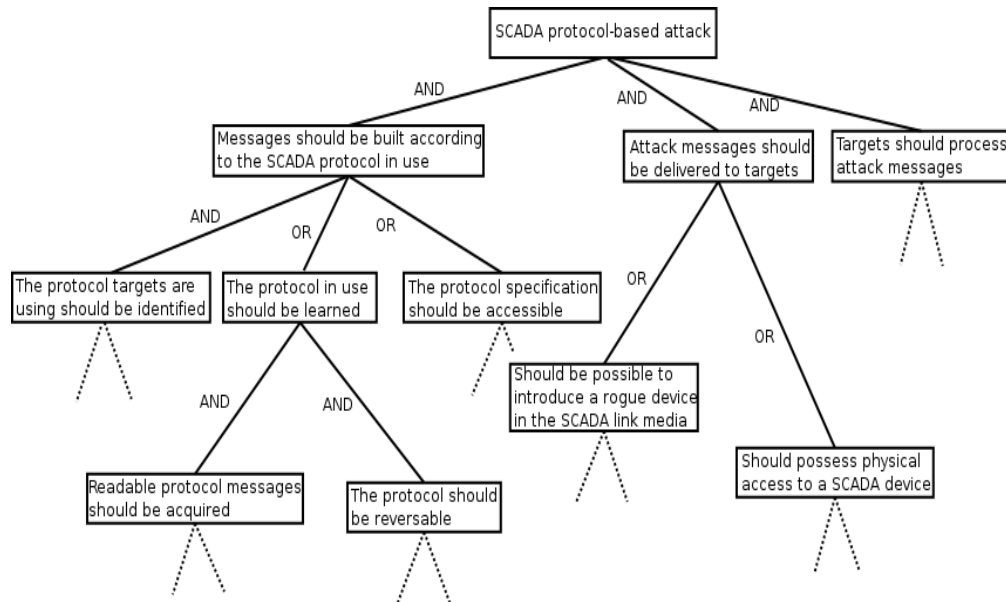 SCADA protocol-based attack
AND
AND
AND
Messages should be built according
to the SCADA protocol in use
Attack messages should
be delivered to targets
Targets should process
attack messages
AND
OR
OR
The protocol targets are
using should be identified
The protocol in use
should be learned
The protocol specification
should be accessible
OR
OR
Should be possible to
introduce a rogue device
in the SCADA link media
AND
AND
Should possess physical
access to a SCADA device
Readable protocol messages
should be acquired
The protocol should
be reversable